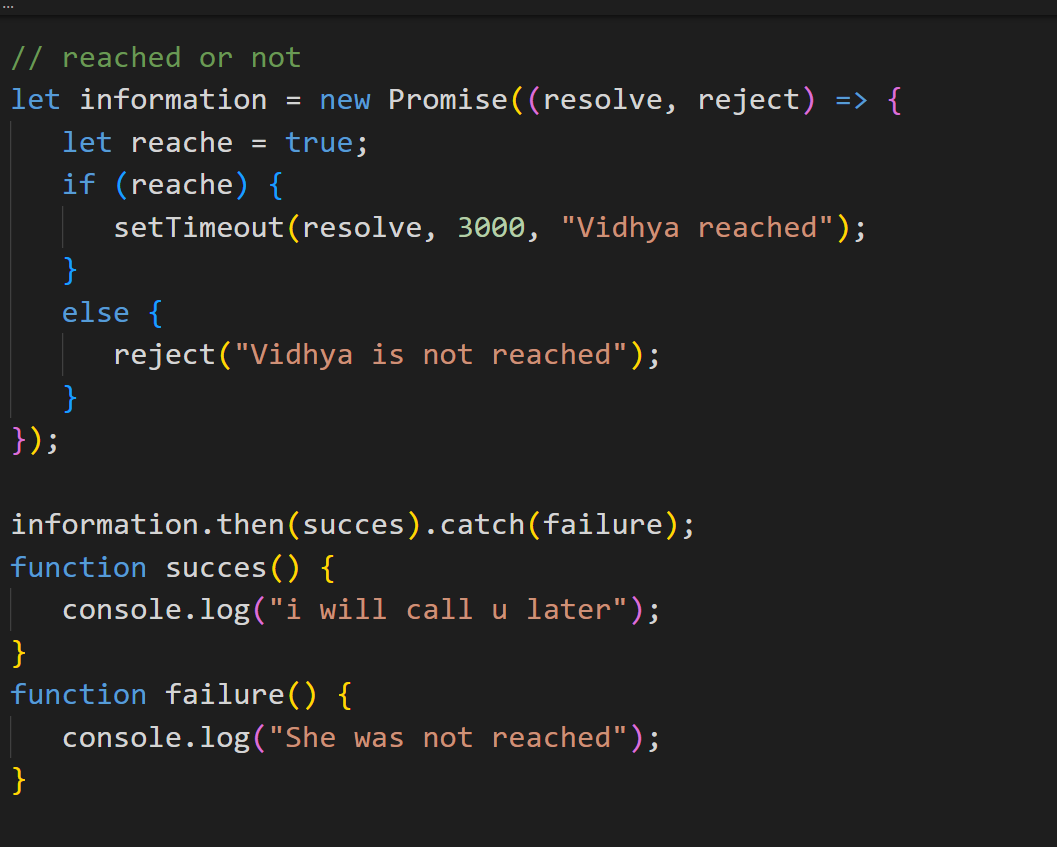 ...
// reached or not
let information = new Promise((resolve, reject) => {
   let reache = true;
   if (reache) {
      setTimeout(resolve, 3000, "Vidhya reached");
   }
   else {
      reject("Vidhya is not reached");
   }
});

information.then(succes).catch(failure);
function succes() {
   console.log("i will call u later");
}
function failure() {
   console.log("She was not reached");
}